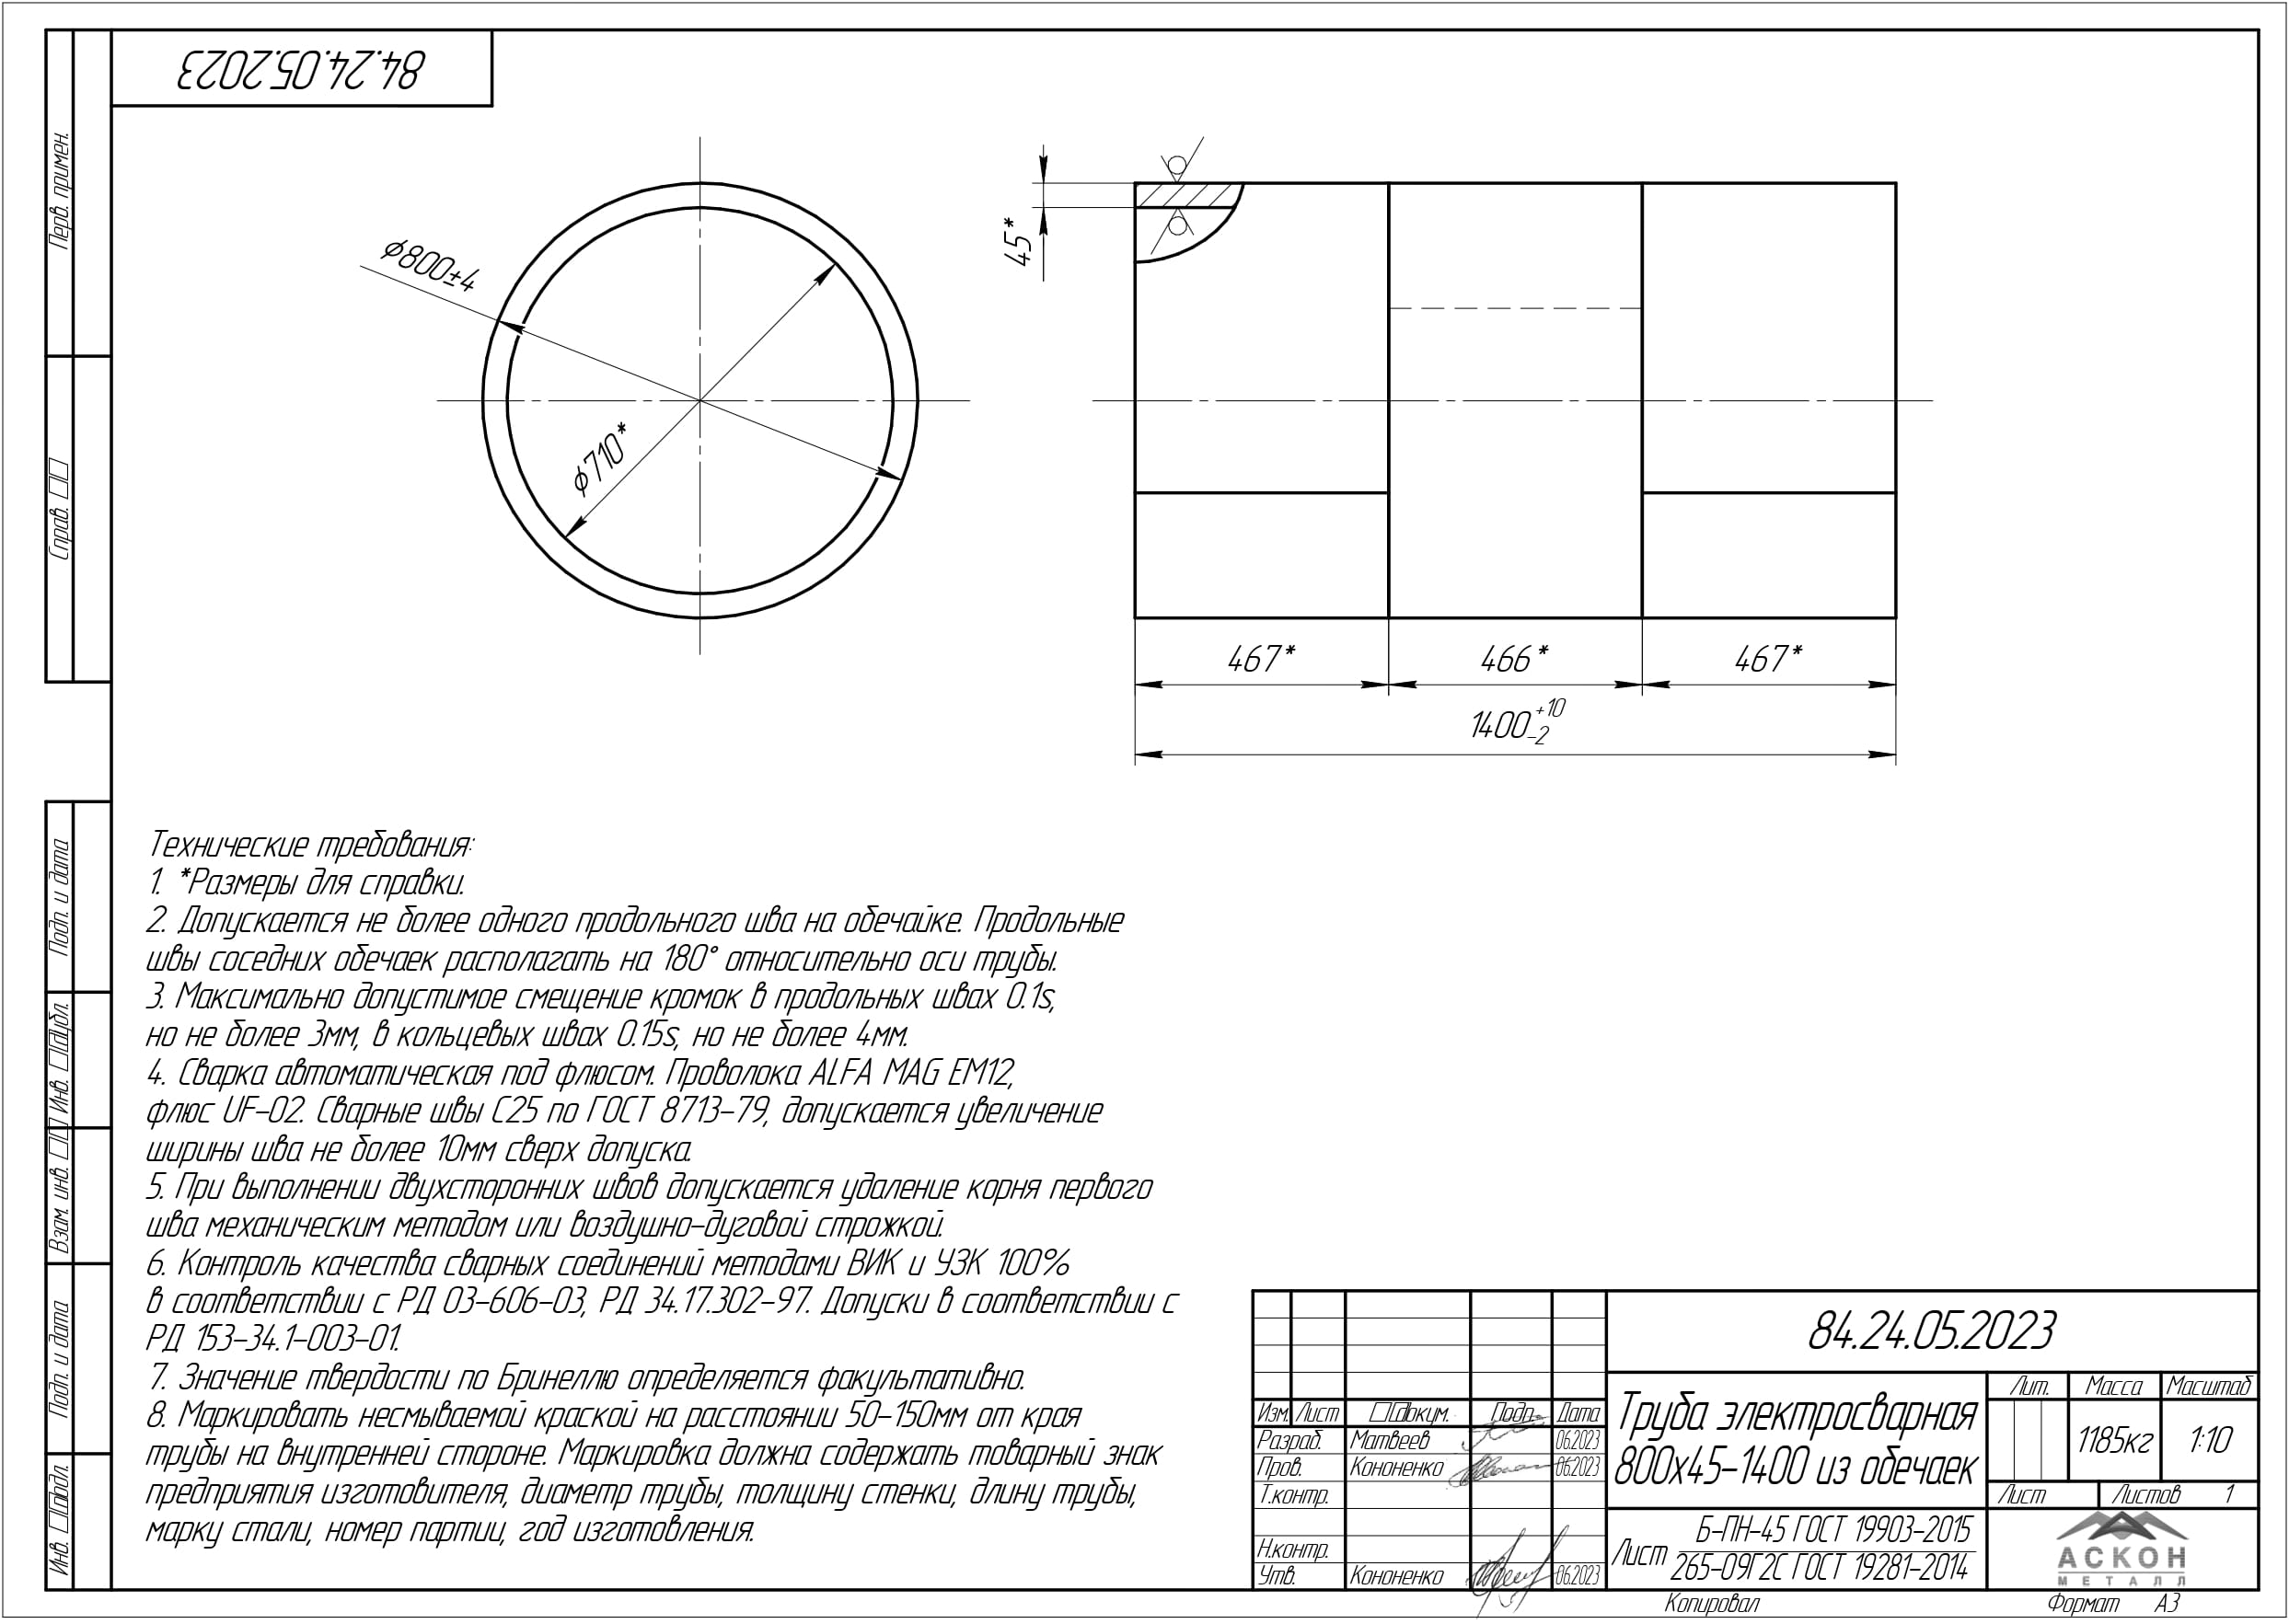 84.24.05.2023
Перв. примен.
Справ.
Подп. и дата
Инв. дубл.
Взам. инв.
Подп. и дата
Инв. подл.
⌀800±4
⌀710*
45*
467*
466*
467*
1400 +10 -2
Технические требования:
1. *Размеры для справки.
2. Допускается не более одного продольного шва на обечайке. Продольные
швы соседних обечаек располагать на 180° относительно оси трубы.
3. Максимально допустимое смещение кромок в продольных швах 0.1s,
но не более 3мм, в кольцевых швах 0.15s, но не более 4мм.
4. Сварка автоматическая под флюсом. Проволока ALFA MAG EM12,
флюс UF-02. Сварные швы С25 по ГОСТ 8713-79, допускается увеличение
ширины шва не более 10мм сверх допуска.
5. При выполнении двухсторонних швов допускается удаление корня первого
шва механическим методом или воздушно-дуговой строжкой.
6. Контроль качества сварных соединений методами ВИК и УЗК 100%
в соответствии с РД 03-606-03, РД 34.17.302-97. Допуски в соответствии с
РД 153-34.1-003-01.
7. Значение твердости по Бринеллю определяется факультативно.
8. Маркировать несмываемой краской на расстоянии 50-150мм от края
трубы на внутренней стороне. Маркировка должна содержать товарный знак
предприятия изготовителя, диаметр трубы, толщину стенки, длину трубы,
марку стали, номер партии, год изготовления.
84.24.05.2023
Изм. Лист докум. Подп. Дата
Разраб. Матвеев 06.2023
Пров. Кононенко 06.2023
Т.контр.
Н.контр.
Утв. Кононенко 06.2023
Труба электросварная
800х45-1400 из обечаек
Лит. Масса Масштаб
1185кг 1:10
Лист Листов 1
Лист Б-ПН-45 ГОСТ 19903-2015
265-09Г2С ГОСТ 19281-2014
АСКОН
МЕТАЛЛ
Копировал Формат А3